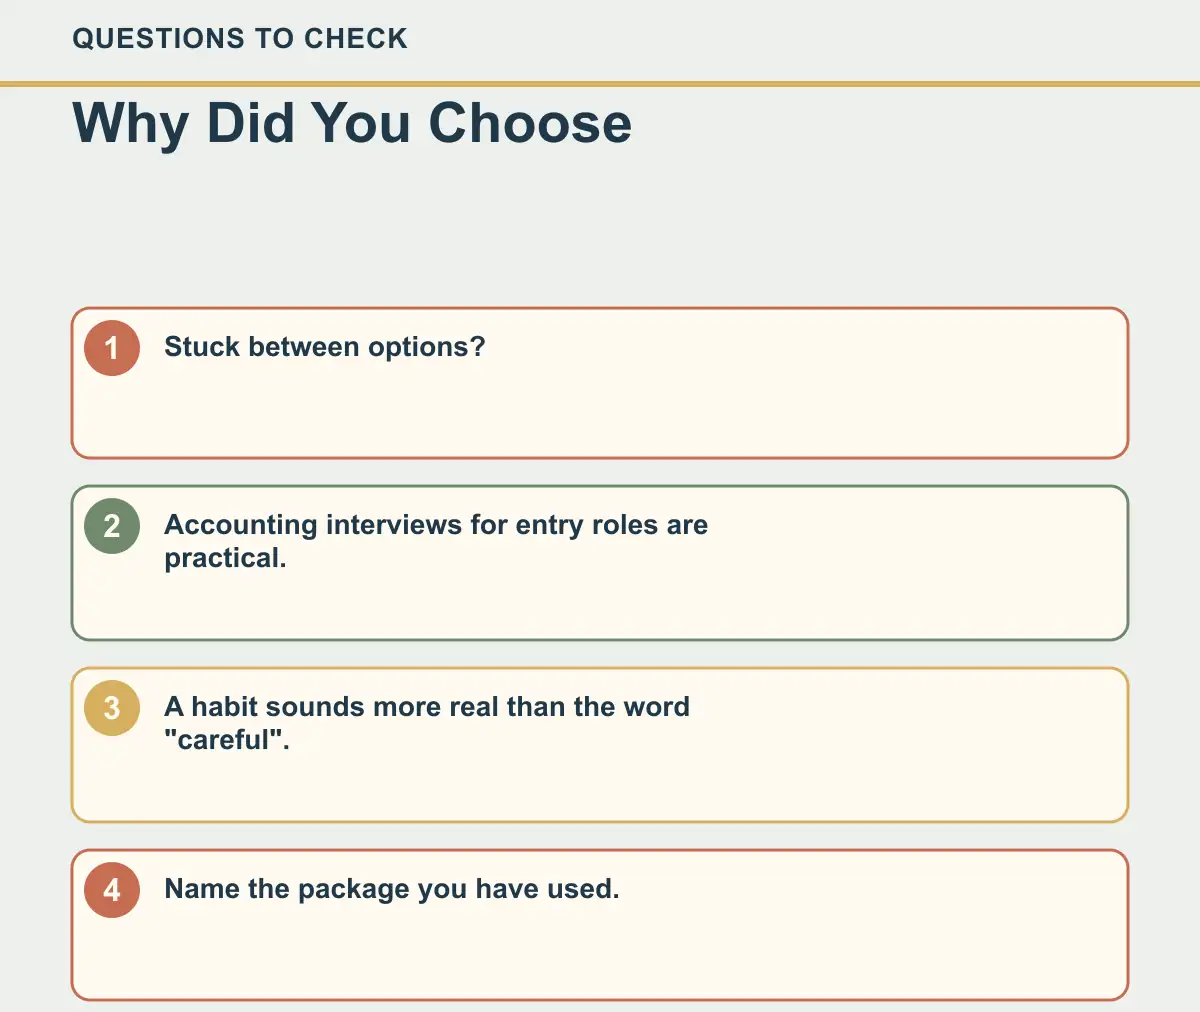 QUESTIONS TO CHECK
Why Did You Choose
1
Stuck between options?
2
Accounting interviews for entry roles are
practical.
3
A habit sounds more real than the word
"careful".
4
Name the package you have used.